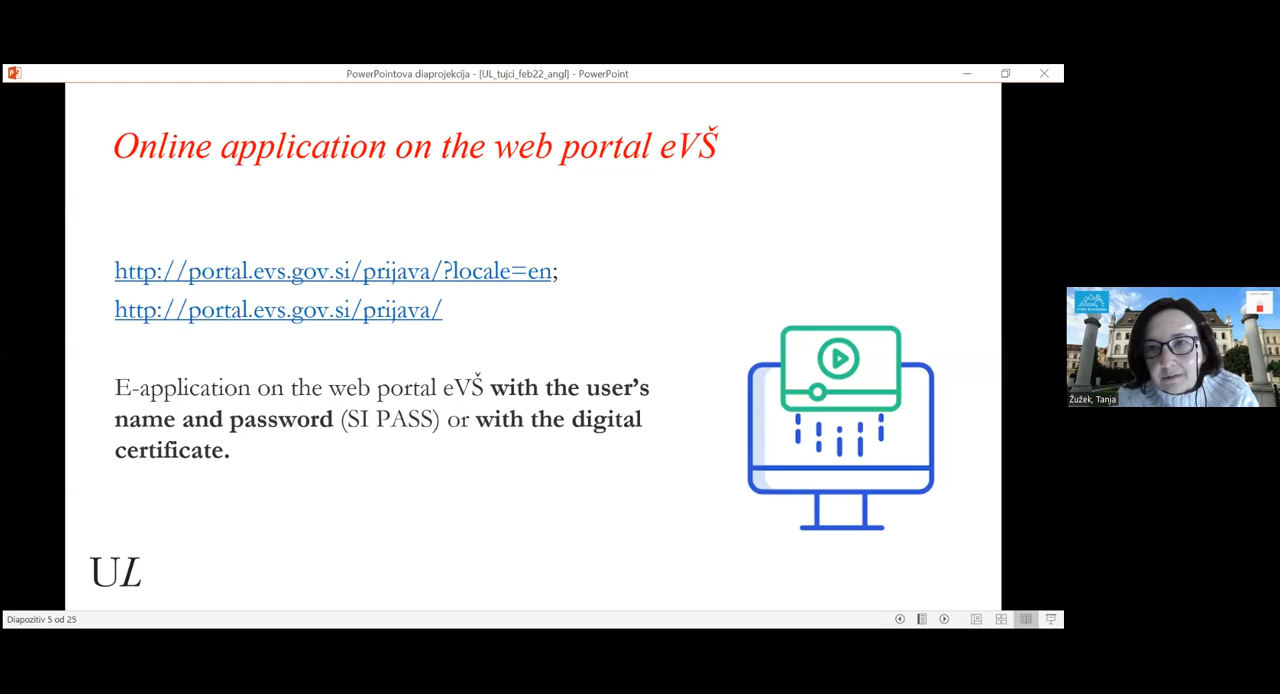 PowerPointova diaprojekcija - [UL_tujci_feb22_angl] - PowerPoint
Online application on the web portal eVŠ
http://portal.evs.gov.si/prijava/?locale=en;
http://portal.evs.gov.si/prijava/
E-application on the web portal eVŠ with the user’s
name and password (SI PASS) or with the digital
certificate.
UL
Diapozitiv 5 od 25
Žužek, Tanja